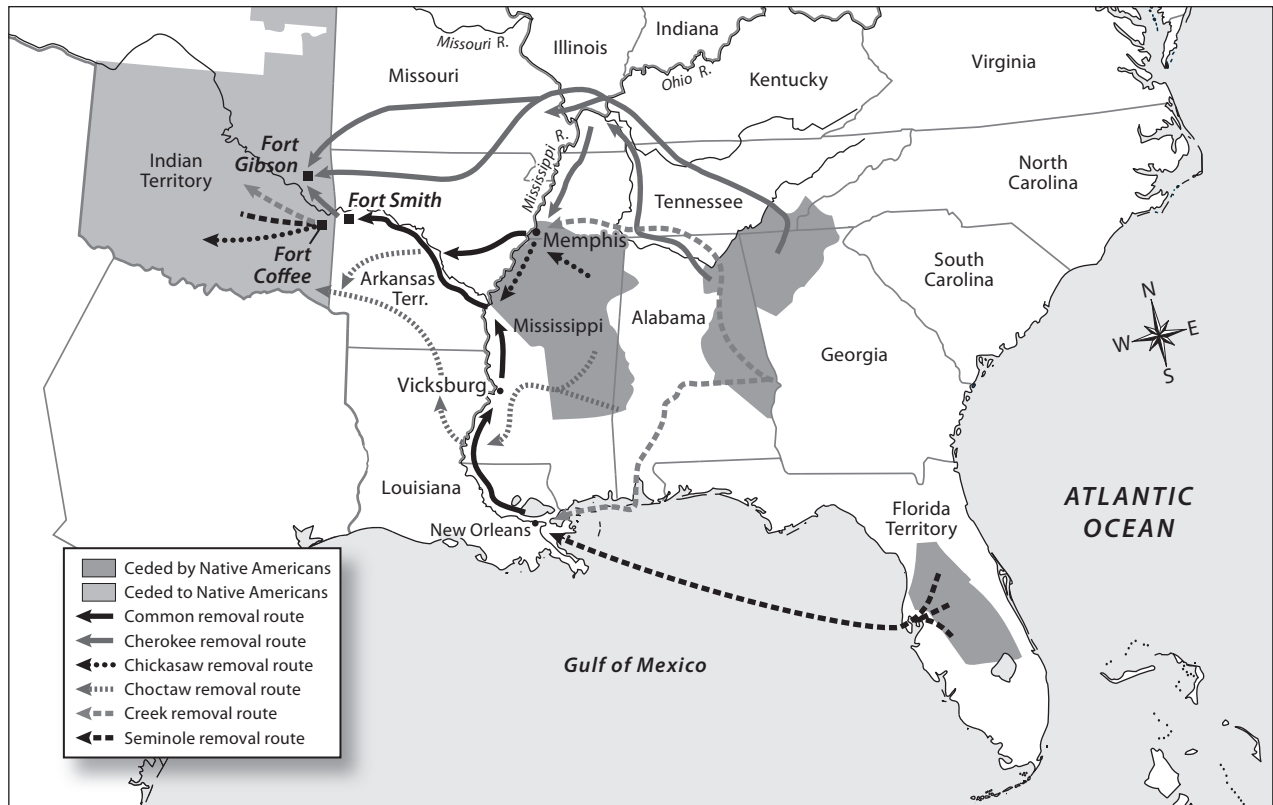 Missouri R.
Illinois
Indiana
Ohio R.
Virginia
Missouri
Kentucky
Mississippi R.
Fort
Gibson
Indian
Territory
Fort Smith
Tennessee
North
Carolina
Memphis
Fort
Coffee
Arkansas
Terr.
South
Carolina
Mississippi
Alabama
Georgia
N
W
E
S
Vicksburg
Louisiana
New Orleans
Florida
Territory
ATLANTIC
OCEAN
Gulf of Mexico
Ceded by Native Americans
Ceded to Native Americans
Common removal route
Cherokee removal route
Chickasaw removal route
Choctaw removal route
Creek removal route
Seminole removal route